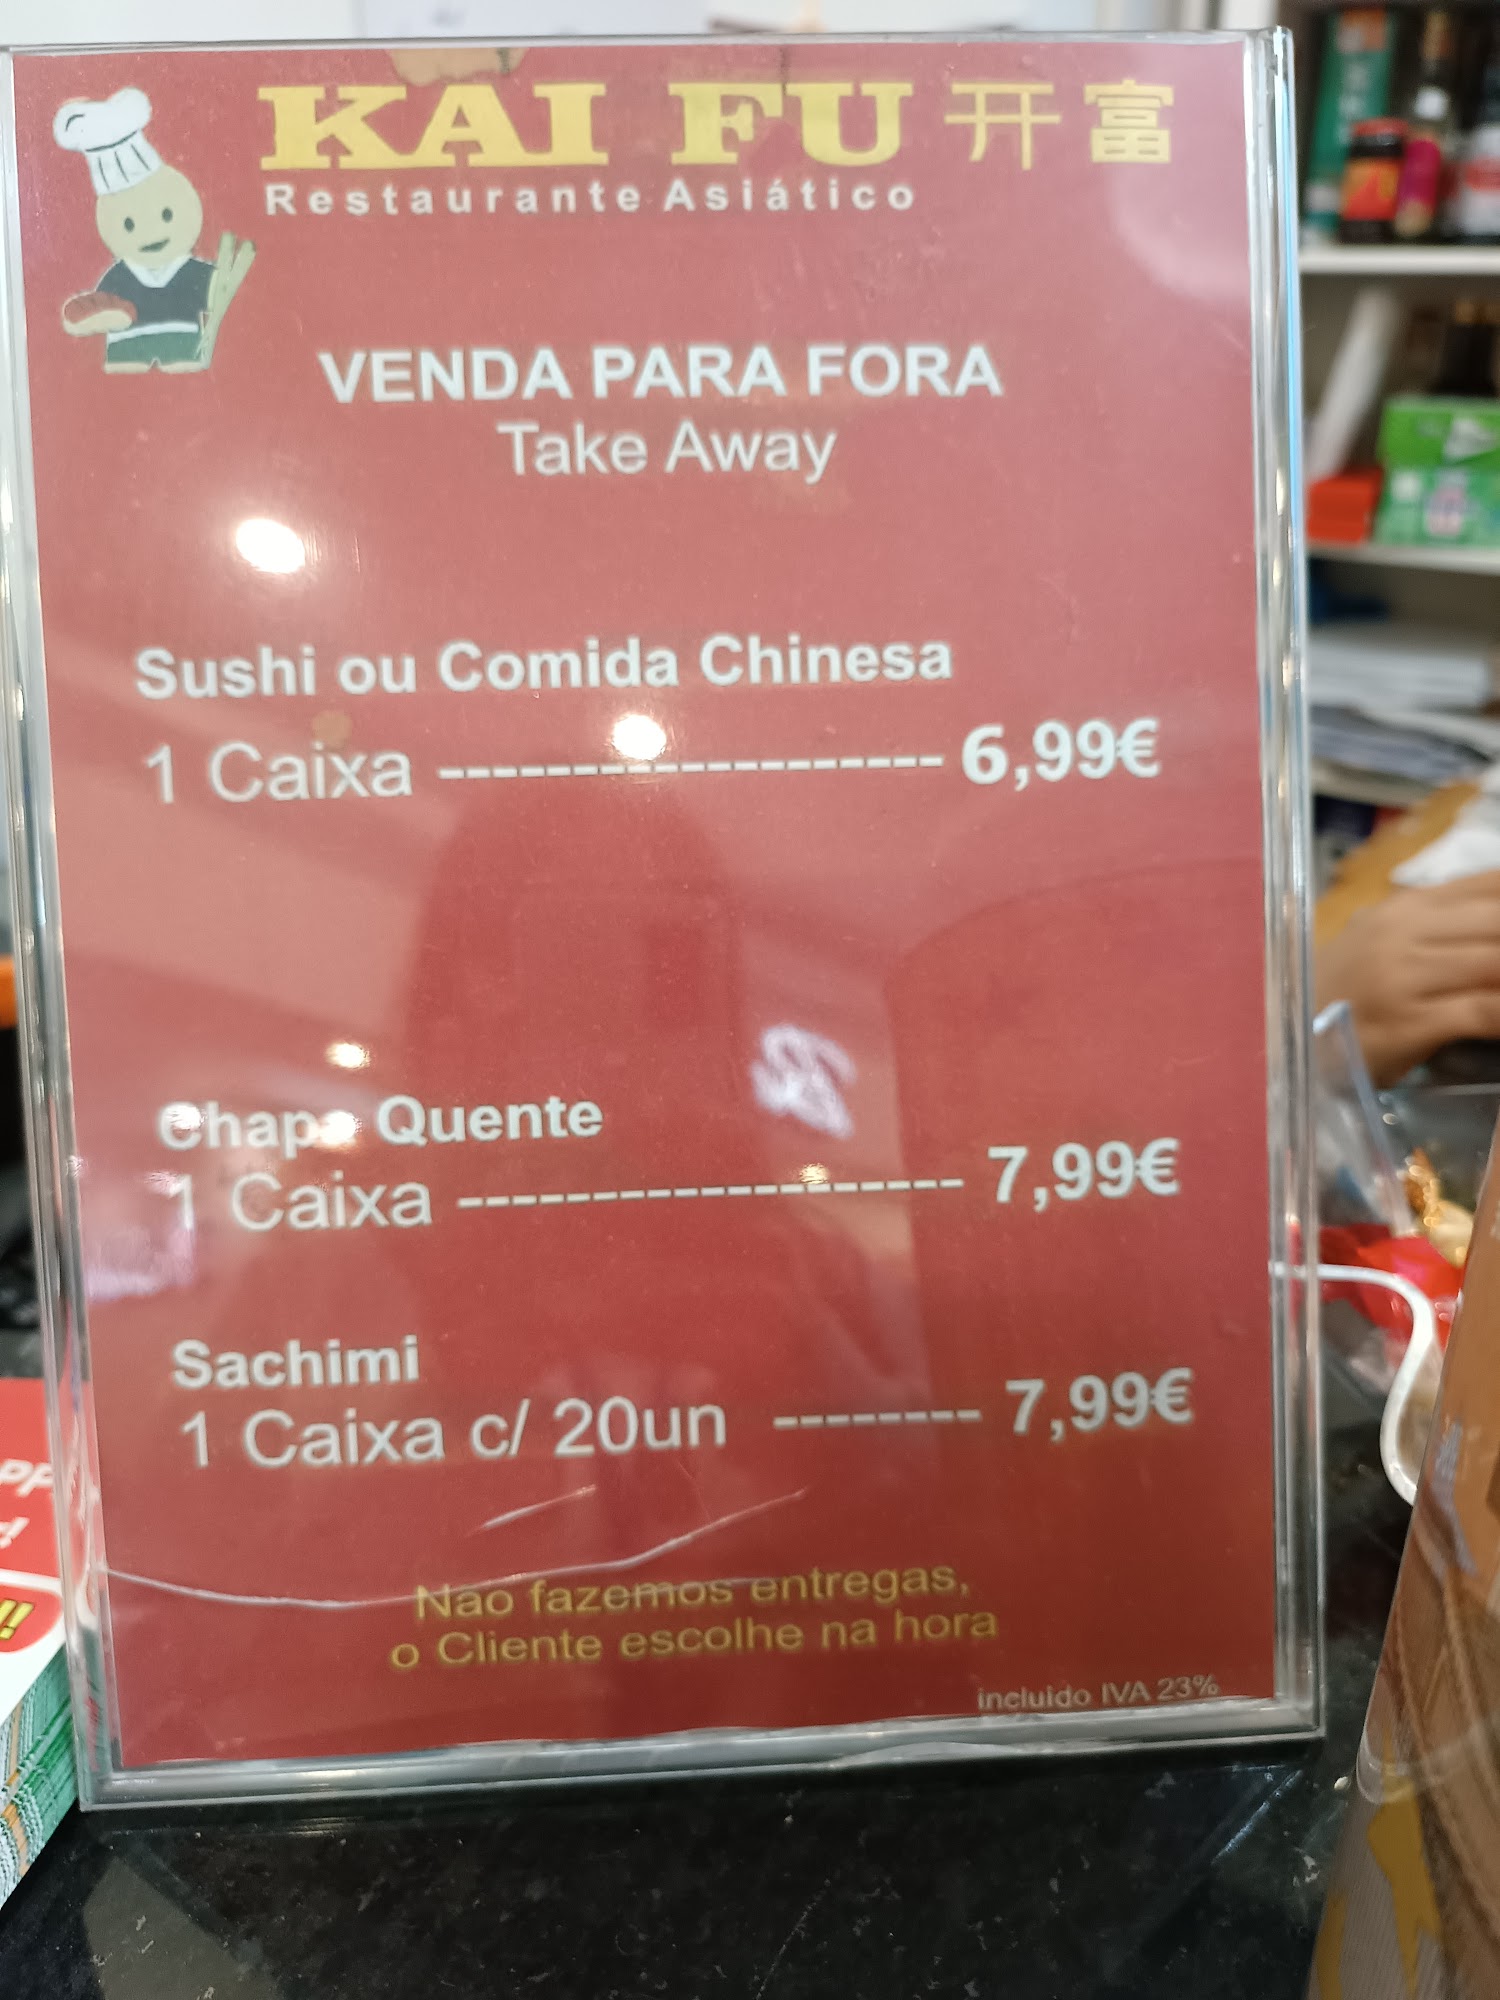 KAI FU 开富
Restaurante Asiático
VENDA PARA FORA
Take Away
Sushi ou Comida Chinesa
1 Caixa ------------------- 6,99€
Chapa Quente
1 Caixa ------------------- 7,99€
Sachimi
1 Caixa c/ 20un -------- 7,99€
Não fazemos entregas,
o Cliente escolhe na hora
incluido IVA 23%